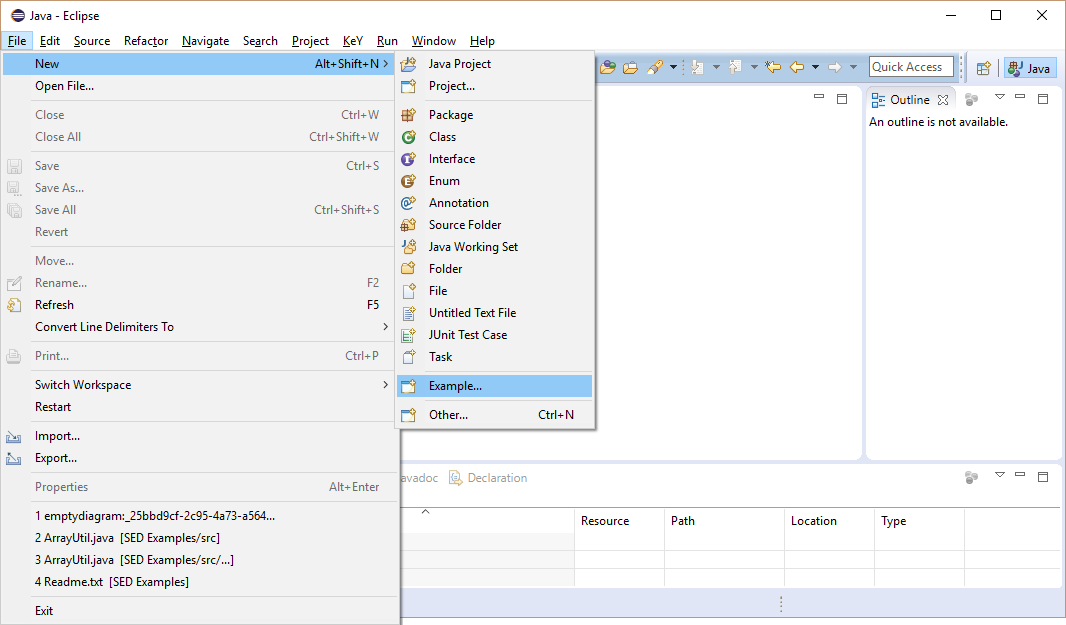 Java - Eclipse
File Edit Source Refactor Navigate Search Project KeY Run Window Help
New Alt+Shift+N
Open File...
Close Ctrl+W
Close All Ctrl+Shift+W
Save Ctrl+S
Save As...
Save All Ctrl+Shift+S
Revert
Move...
Rename... F2
Refresh F5
Convert Line Delimiters To
Print... Ctrl+P
Switch Workspace
Restart
Import...
Export...
Properties Alt+Enter
1 emptydiagram:_25bbd9cf-2c95-4a73-a564...
2 ArrayUtil.java [SED Examples/src]
3 ArrayUtil.java [SED Examples/src/...]
4 Readme.txt [SED Examples]
Exit
Java Project
Project...
Package
Class
Interface
Enum
Annotation
Source Folder
Java Working Set
Folder
File
Untitled Text File
JUnit Test Case
Task
Example...
Other... Ctrl+N
Quick Access
Java
Outline
An outline is not available.
avadoc Declaration
Resource Path Location Type